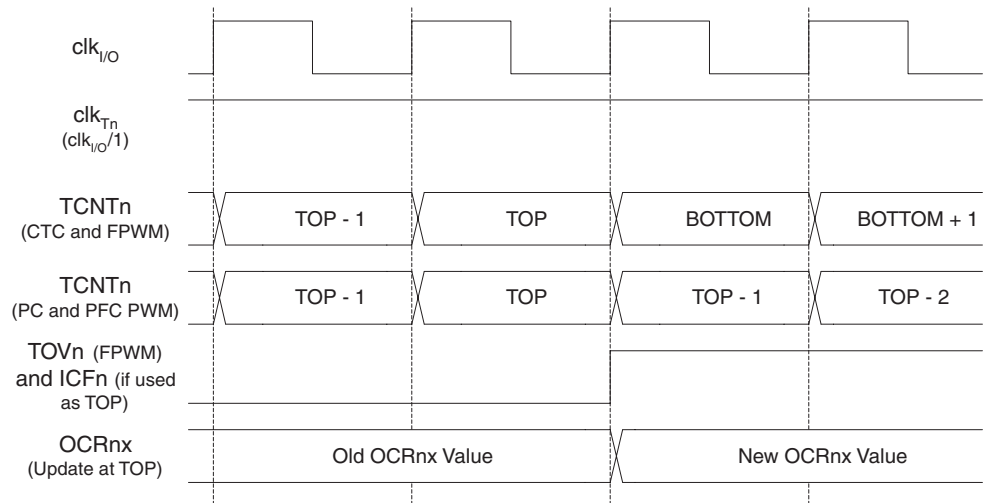 clkI/O
clkTn
(clkI/O/1)
TCNTn
(CTC and FPWM)
TOP - 1
TOP
BOTTOM
BOTTOM + 1
TCNTn
(PC and PFC PWM)
TOP - 1
TOP
TOP - 1
TOP - 2
TOVn (FPWM)
and ICFn (if used
as TOP)
OCRnx
(Update at TOP)
Old OCRnx Value
New OCRnx Value